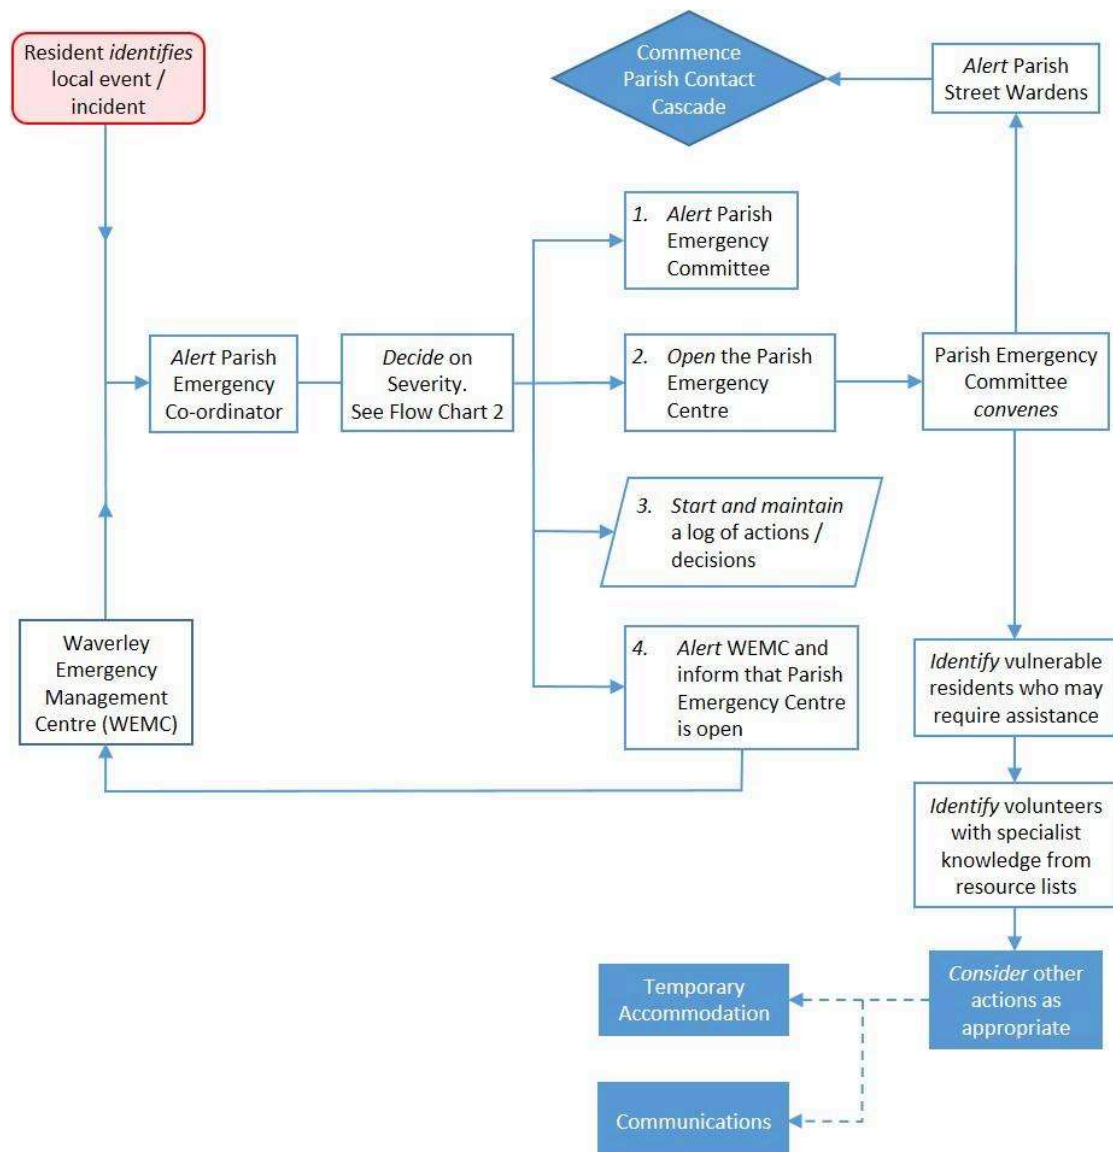 Resident identifies
local event /
incident
Commence
Parish Contact
Cascade
Alert Parish
Street Wardens
1. Alert Parish
Emergency
Committee
Alert Parish
Emergency
Co-ordinator
Decide on
Severity.
See Flow Chart 2
2. Open the Parish
Emergency
Centre
Parish Emergency
Committee
convenes
3. Start and maintain
a log of actions /
decisions
Waverley
Emergency
Management
Centre (WEMC)
4. Alert WEMC and
inform that Parish
Emergency Centre
is open
Identify vulnerable
residents who may
require assistance
Identify volunteers
with specialist
knowledge from
resource lists
Consider other
actions as
appropriate
Temporary
Accommodation
Communications